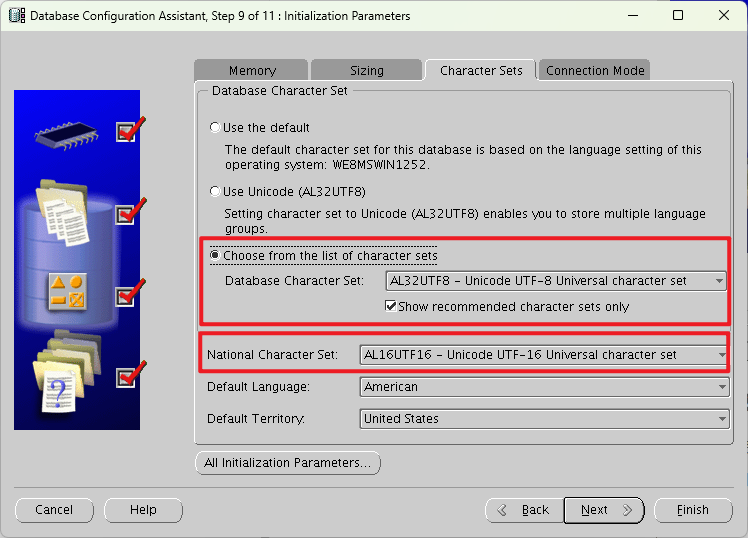 Database Configuration Assistant, Step 9 of 11 : Initialization Parameters
Memory
Sizing
Character Sets
Connection Mode
Database Character Set
Use the default
The default character set for this database is based on the language setting of this
operating system: WE8MSWIN1252.
Use Unicode (AL32UTF8)
Setting character set to Unicode (AL32UTF8) enables you to store multiple language
groups.
Choose from the list of character sets
Database Character Set:
AL32UTF8 - Unicode UTF-8 Universal character set
Show recommended character sets only
National Character Set:
AL16UTF16 - Unicode UTF-16 Universal character set
Default Language:
American
Default Territory:
United States
All Initialization Parameters...
Cancel
Help
Back
Next
Finish